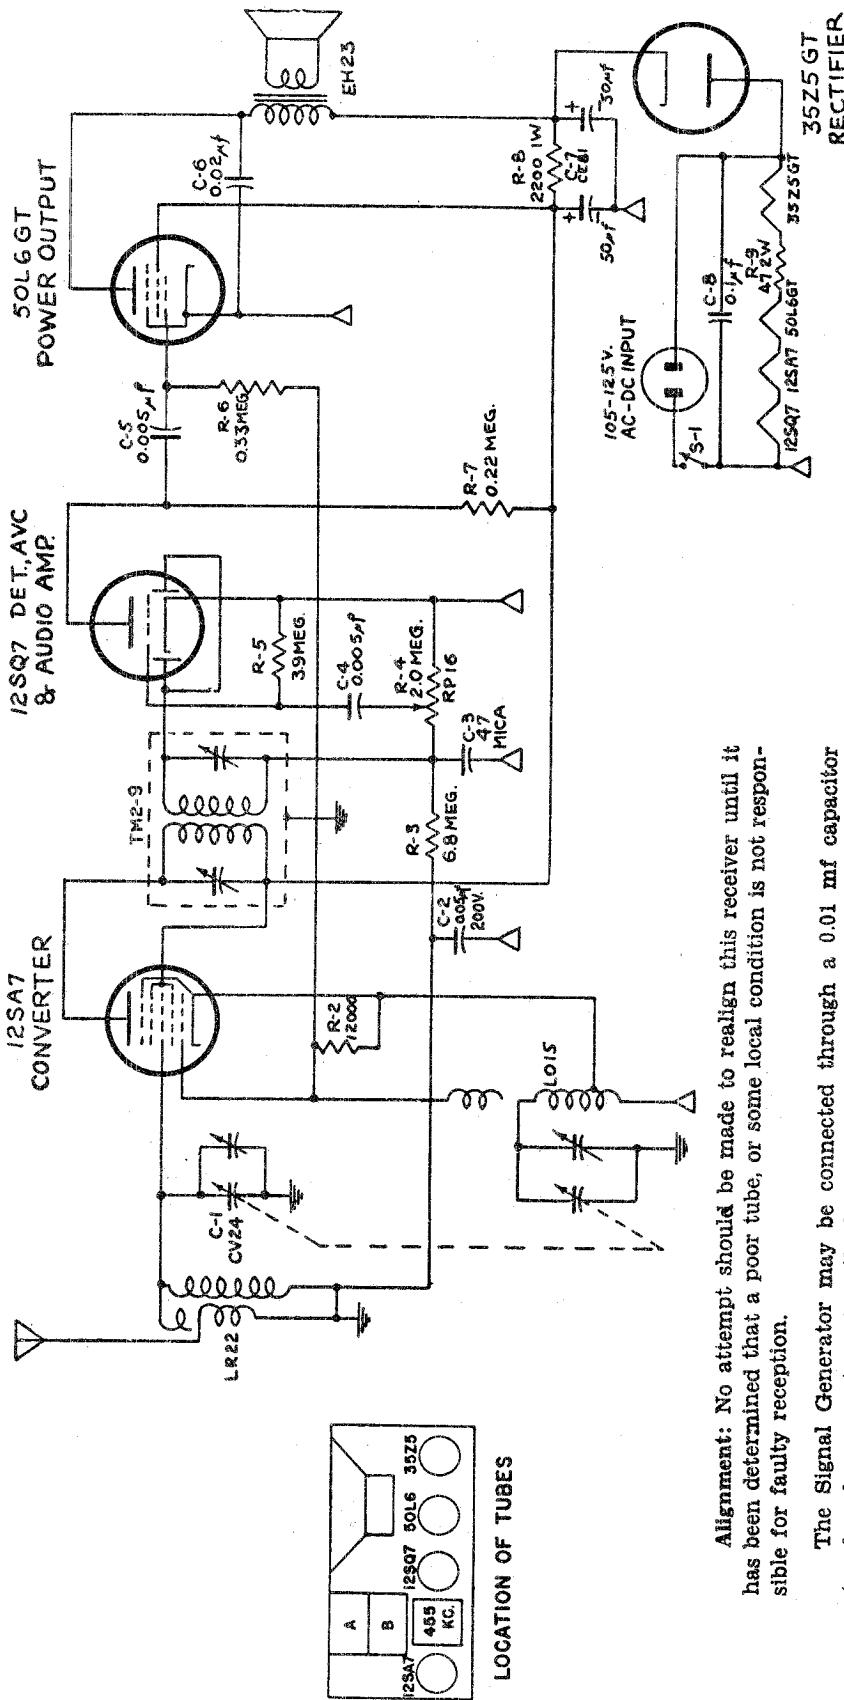 12SA7
CONVERTER
12SQ7 DET., AVC
& AUDIO AMP.
50L6GT
POWER OUTPUT
TM2-9
C-5
0.005μf
C-6
0.02μf
EH23
R-6
0.33MEG.
R-5
3.9MEG.
C-4
0.005μf
R-4
2.0 MEG.
RP16
C-3
47
MICA
R-3
6.8 MEG.
C-2
0.05μf
200V.
R-2
12000
C-1
CV24
LR22
L015
R-7
0.22 MEG.
R-8
2200 1W
C-7
CE81
50μf
30μf
105-125V.
AC-DC INPUT
S-1
C-8
0.1μf
R-9
47 2W
12SQ7 12SA7 50L6GT
35Z5GT
35Z5GT
RECTIFIER
A
B
455
KC.
12SA7
12SQ7
50L6
35Z5
LOCATION OF TUBES
Alignment: No attempt should be made to realign this receiver until it
has been determined that a poor tube, or some local condition is not respon-
sible for faulty reception.
The Signal Generator may be connected through a 0.01 mf capacitor